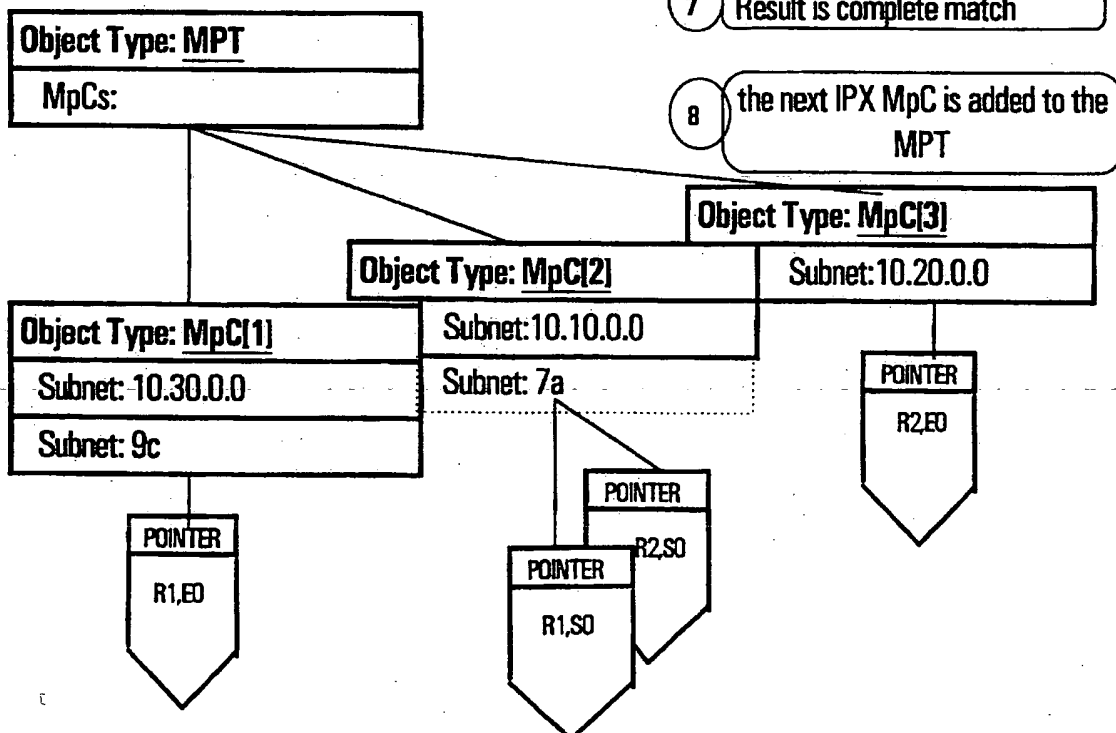 7 Result is complete match
Object Type: MPT
MpCs:
8 the next IPX MpC is added to the
MPT
Object Type: MpC[3]
Subnet:10.20.0.0
Object Type: MpC[2]
Subnet:10.10.0.0
Subnet: 7a
Object Type: MpC[1]
Subnet: 10.30.0.0
Subnet: 9c
POINTER
R2,E0
POINTER
R2,S0
POINTER
R1,E0
POINTER
R1,S0